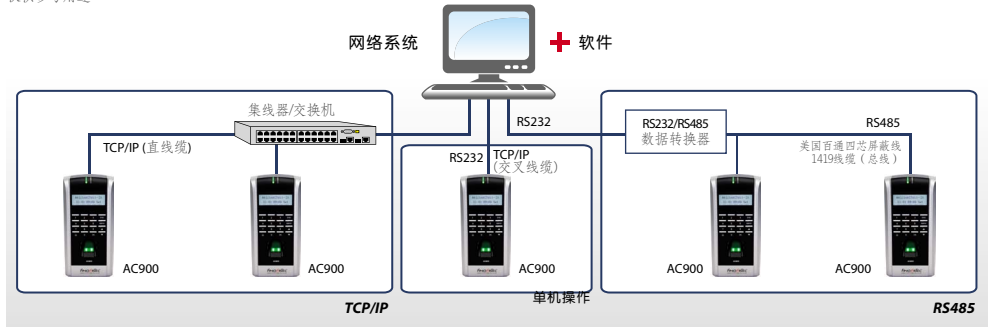 网络系统
软件
集线器/交换机
RS232
RS232/RS485
数据转换器
RS485
TCP/IP (直线缆)
美国百通四芯屏蔽线
1419线缆（总线）
RS232
TCP/IP
(交叉线缆)
AC900
AC900
AC900
AC900
AC900
单机操作
TCP/IP
RS485